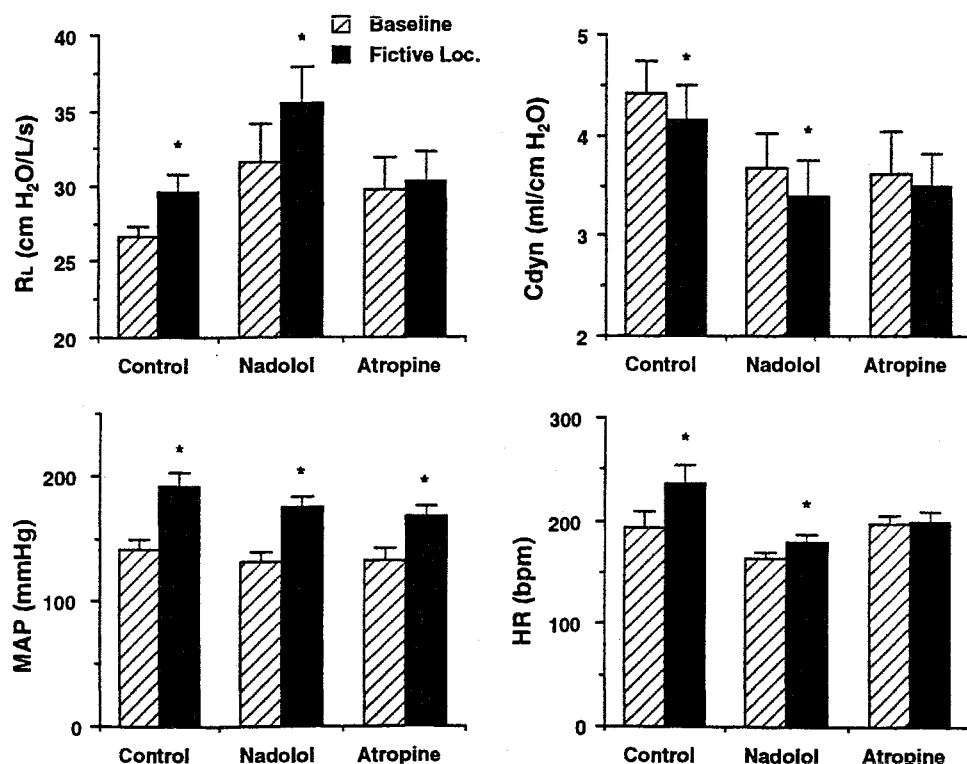 Baseline
Fictive Loc.
*
*
40
35
30
25
20
RL (cm H2O/L/s)
Control Nadolol Atropine
*
*
5
4
3
2
Cdyn (ml/cm H2O)
Control Nadolol Atropine
*
*
*
200
100
0
MAP (mmHg)
Control Nadolol Atropine
*
*
300
200
100
0
HR (bpm)
Control Nadolol Atropine